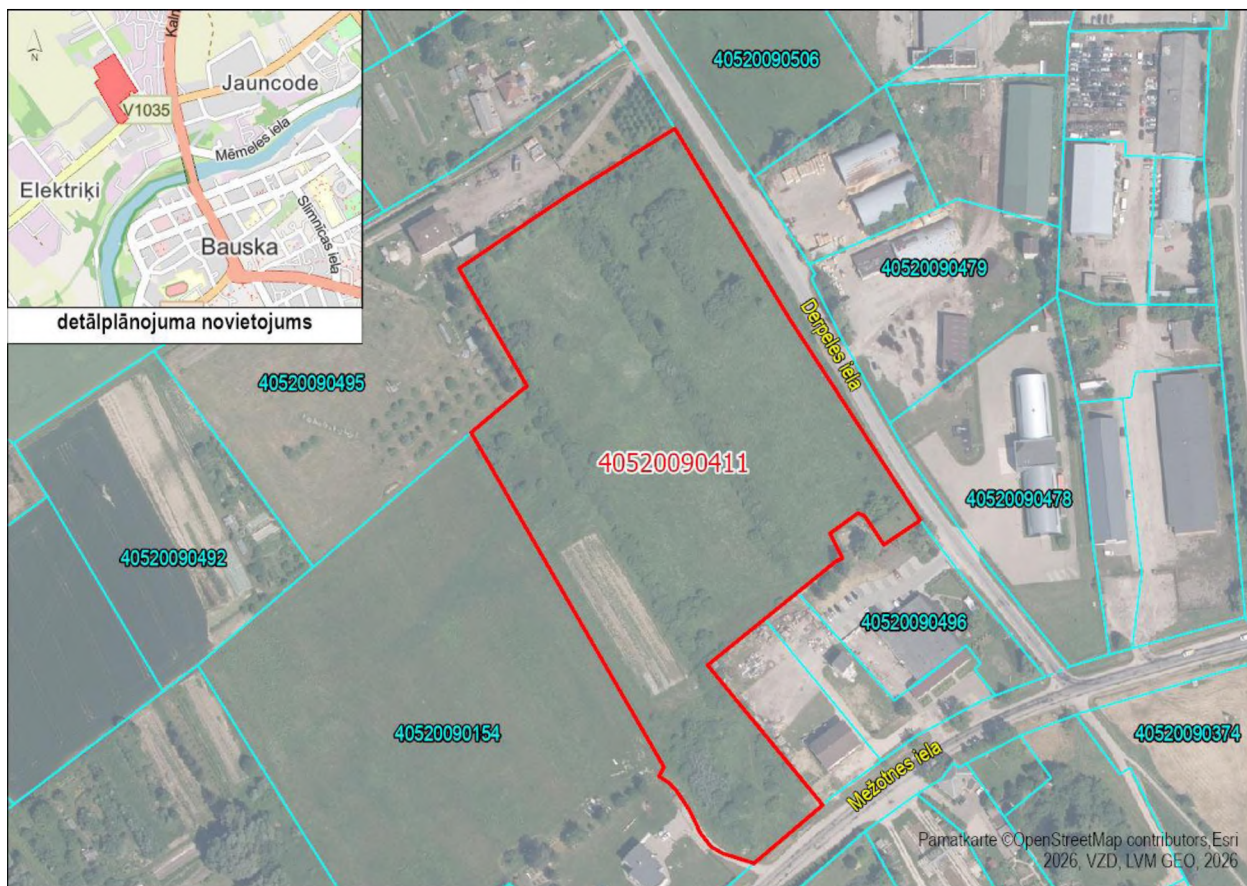 N
Kaln
Jauncode
V1035
Mēmeles iela
Elektriķi
Slimnīcas iela
Bauska
detālplānojuma novietojums
40520090506
40520090479
Derpeles iela
40520090495
40520090411
40520090478
40520090492
40520090496
40520090154
40520090374
Mežotnes iela
Pamatkarte ©OpenStreetMap contributors,Esri
2026, VZD, LVM GEO, 2026